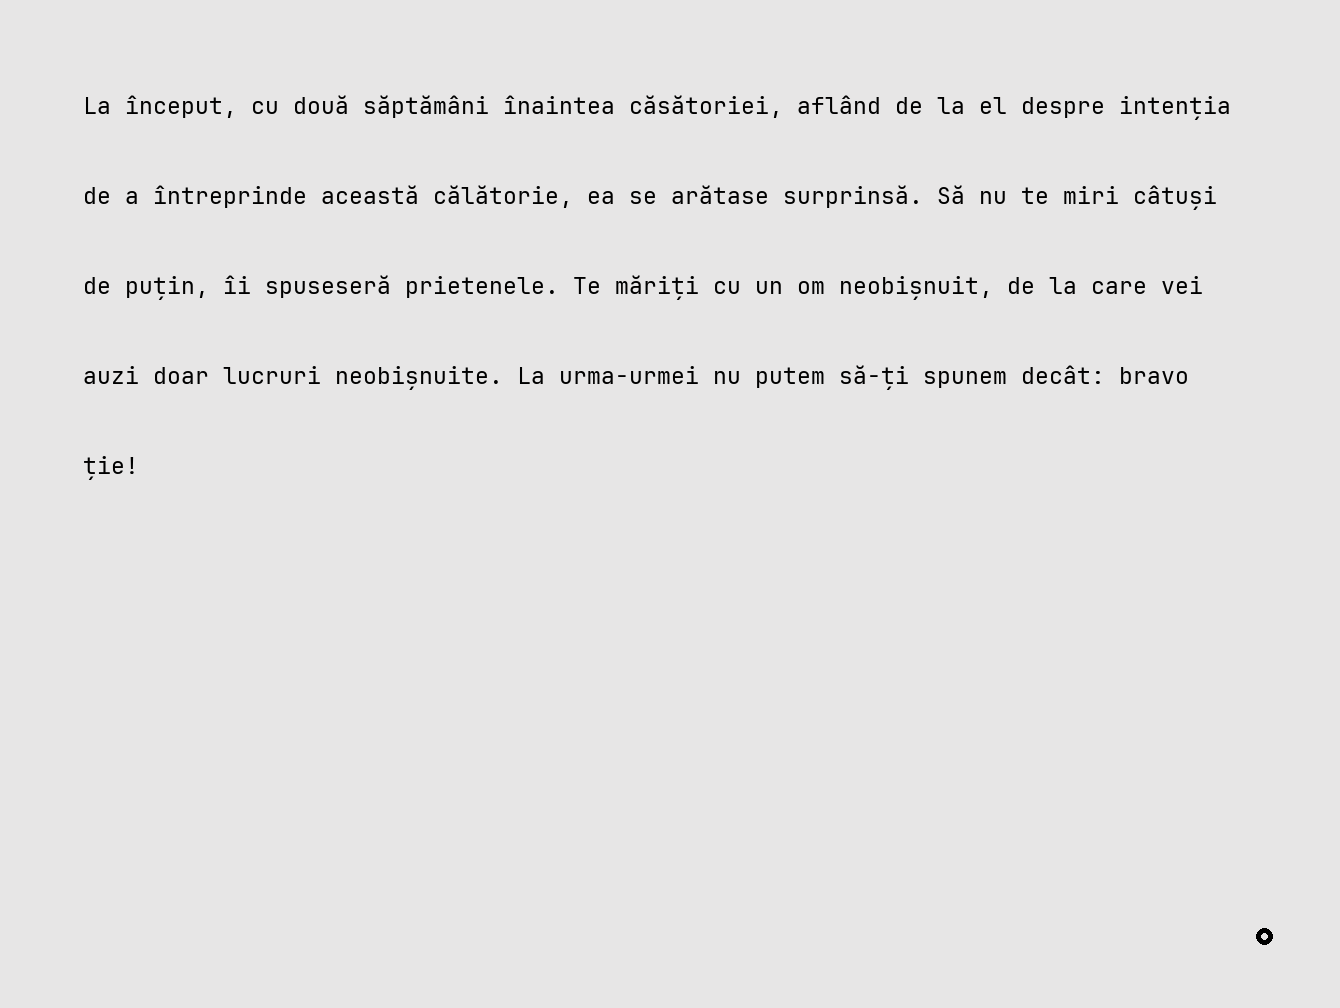 La început, cu două săptămâni înaintea căsătoriei, aflând de la el despre intenția
de a întreprinde această călătorie, ea se arătase surprinsă. Să nu te miri câtuși
de puțin, îi spuseseră prietenele. Te măriți cu un om neobișnuit, de la care vei
auzi doar lucruri neobișnuite. La urma-urmei nu putem să-ți spunem decât: bravo
ție!